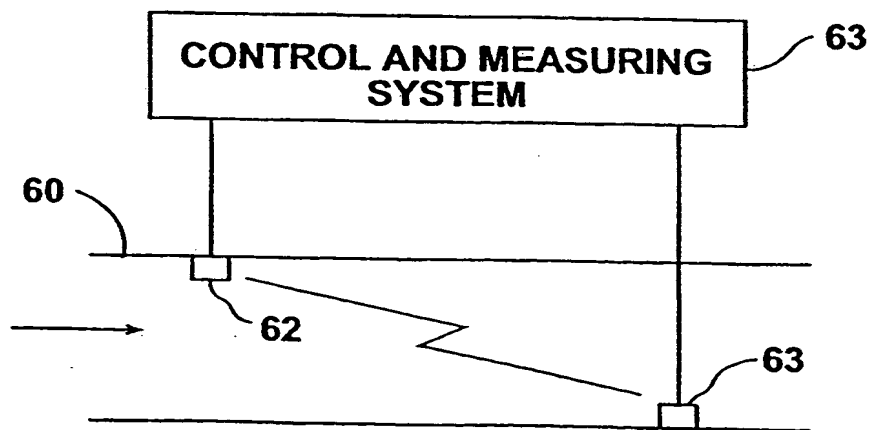 CONTROL AND MEASURING
SYSTEM
63
60
62
63